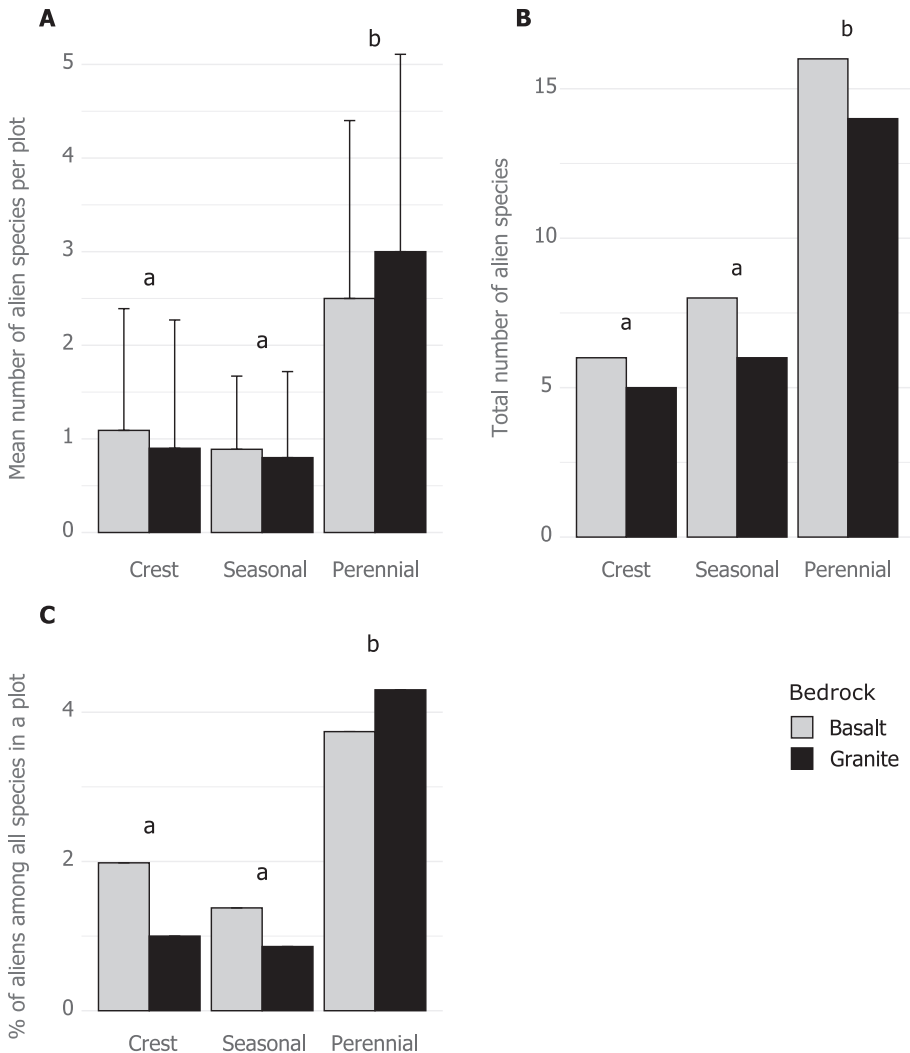 A
Mean number of alien species per plot
5
4
3
2
1
0
a
a
b
Crest
Seasonal
Perennial
B
Total number of alien species
15
10
5
0
a
a
b
Crest
Seasonal
Perennial
C
% of aliens among all species in a plot
4
2
0
a
a
b
Crest
Seasonal
Perennial
Bedrock
Basalt
Granite